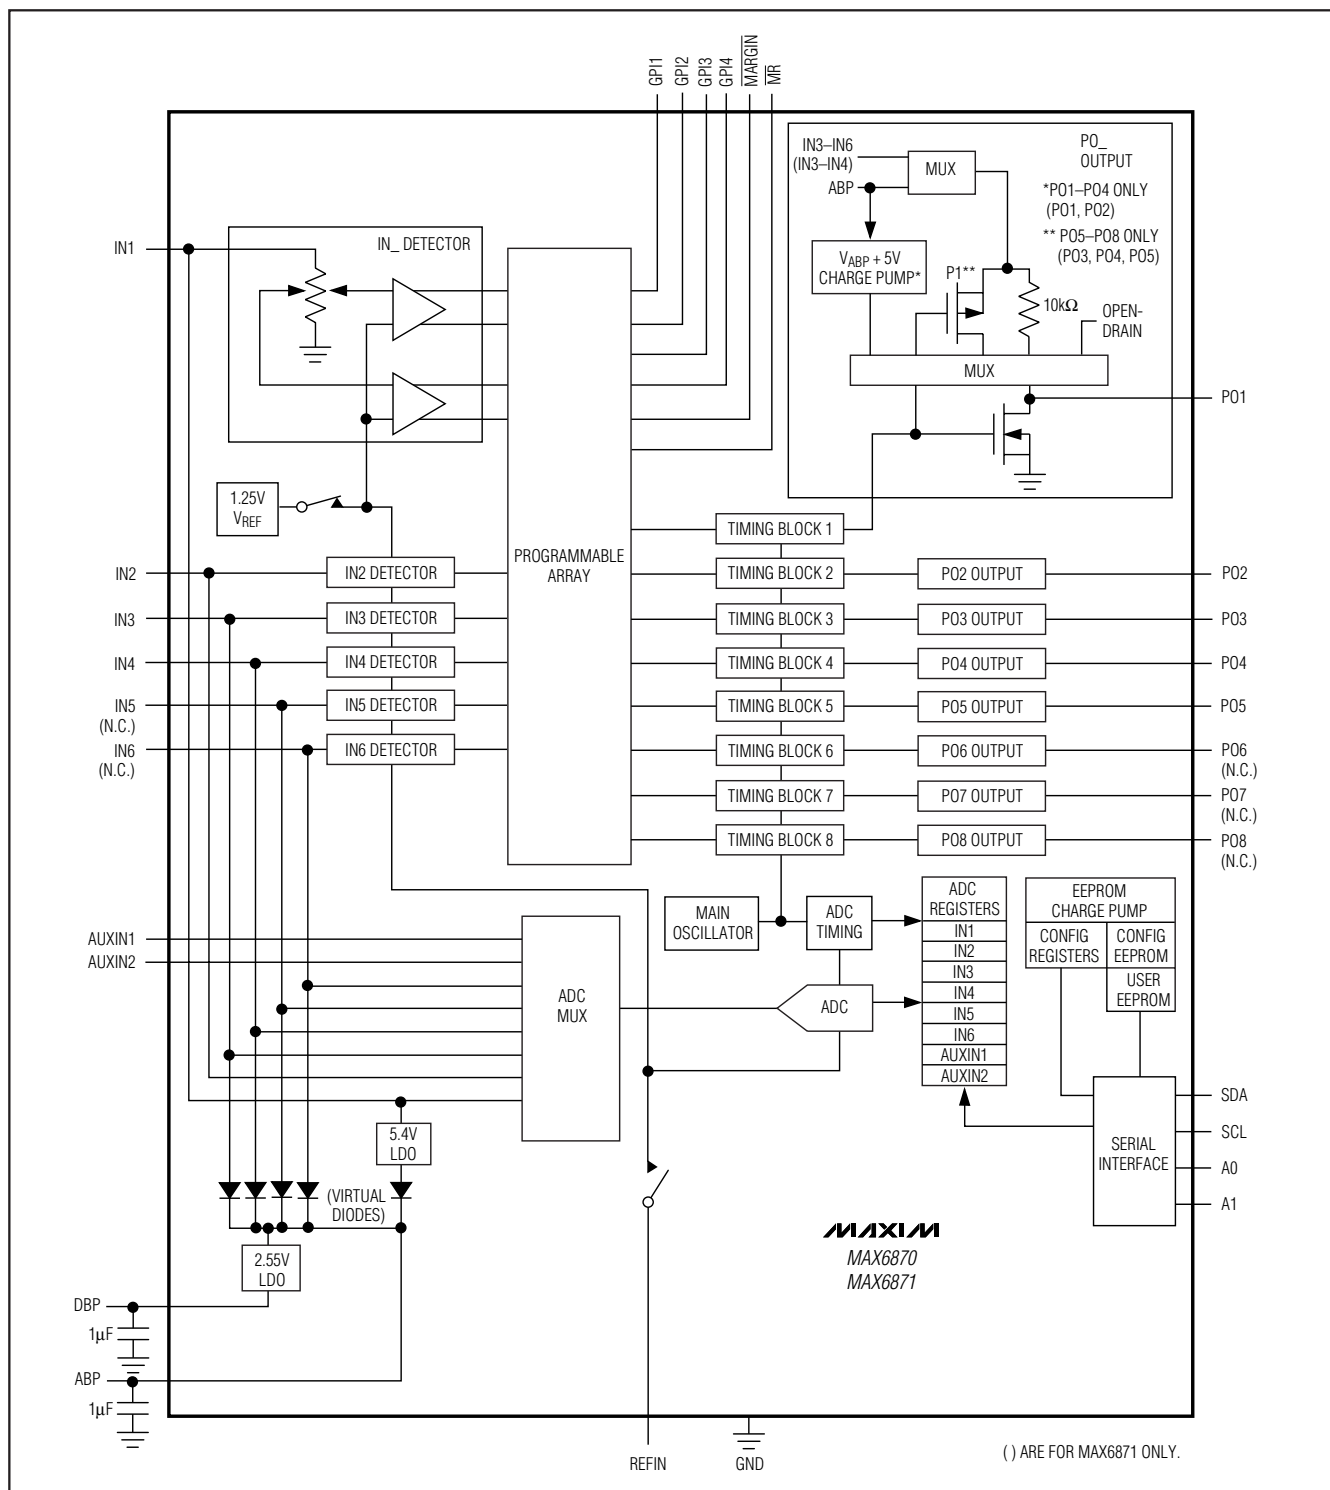 GPI1
GPI2
GPI3
GPI4
MARGIN
MR
IN3–IN6
(IN3–IN4)
ABP
MUX
PO_
OUTPUT
*PO1–PO4 ONLY
(PO1, PO2)
** PO5–PO8 ONLY
(PO3, PO4, PO5)
VABP + 5V
CHARGE PUMP*
P1**
10kΩ
OPEN-
DRAIN
MUX
PO1
IN1
IN_ DETECTOR
1.25V
VREF
PROGRAMMABLE
ARRAY
TIMING BLOCK 1
IN2
IN2 DETECTOR
TIMING BLOCK 2
PO2 OUTPUT
PO2
IN3
IN3 DETECTOR
TIMING BLOCK 3
PO3 OUTPUT
PO3
IN4
IN4 DETECTOR
TIMING BLOCK 4
PO4 OUTPUT
PO4
IN5
(N.C.)
IN5 DETECTOR
TIMING BLOCK 5
PO5 OUTPUT
PO5
IN6
(N.C.)
IN6 DETECTOR
TIMING BLOCK 6
PO6 OUTPUT
PO6
(N.C.)
TIMING BLOCK 7
PO7 OUTPUT
PO7
(N.C.)
TIMING BLOCK 8
PO8 OUTPUT
PO8
(N.C.)
MAIN
OSCILLATOR
ADC
TIMING
ADC
REGISTERS
IN1
IN2
IN3
IN4
IN5
IN6
AUXIN1
AUXIN2
EEPROM
CHARGE PUMP
CONFIG
REGISTERS
CONFIG
EEPROM
USER
EEPROM
AUXIN1
AUXIN2
ADC
MUX
ADC
5.4V
LDO
(VIRTUAL
DIODES)
2.55V
LDO
SERIAL
INTERFACE
SDA
SCL
A0
A1
MAXIM
MAX6870
MAX6871
DBP
1µF
ABP
1µF
REFIN
GND
( ) ARE FOR MAX6871 ONLY.